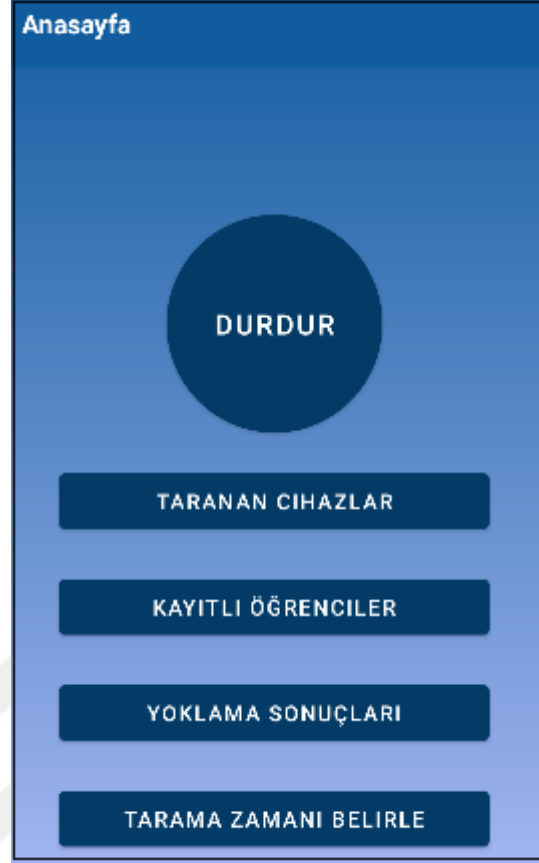 Anasayfa
DURDUR
TARANAN CIHAZLAR
KAYITLI ÖĞRENCILER
YOKLAMA SONUÇLARI
TARAMA ZAMANI BELIRLE